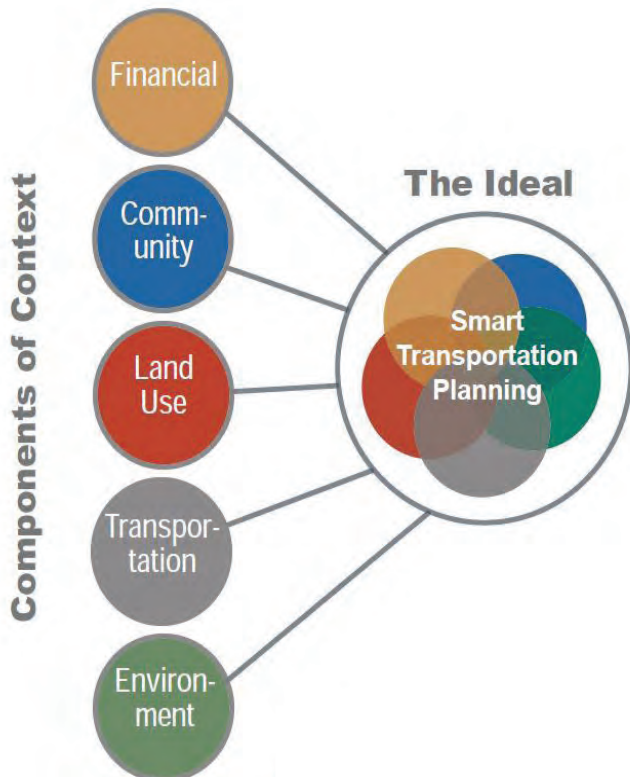 Components of Context
Financial
Comm-
unity
Land
Use
Transpor-
tation
Environ-
ment
The Ideal
Smart
Transportation
Planning